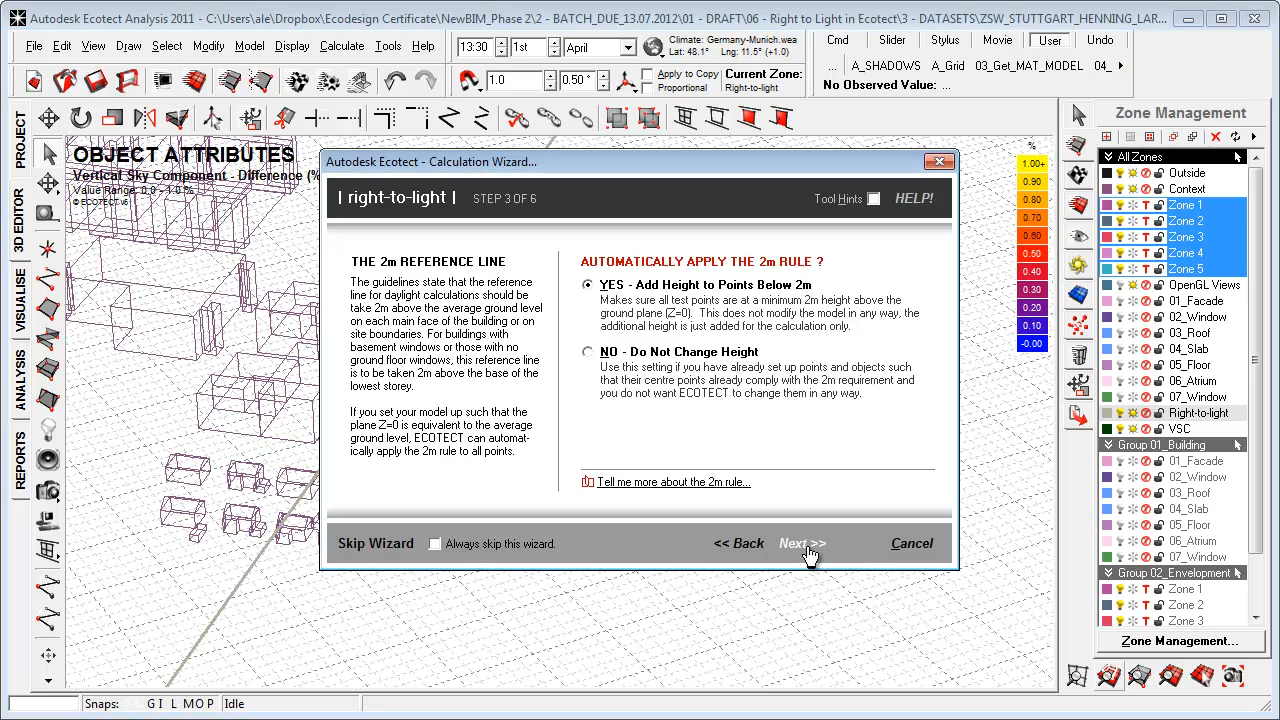 Autodesk Ecotect Analysis 2011 - C:\Users\ale\Dropbox\Ecodesign Certificate\NewBIM_Phase 2\2 - BATCH_DUE_13.07.2012\01 - DRAFT\06 - Right to Light in Ecotect\3 - DATASETS\ZSW_STUTTGART_HENNING_LAR...
File Edit View Draw Select Modify Model Display Calculate Tools Help
13:30 1st April
Climate: Germany-Munich.wea
Lat: 48.1° Lng: 11.5° (+1.0)
Cmd Slider Stylus Movie User Undo
... A_SHADOWS A_Grid 03_Get_MAT_MODEL 04_
No Observed Value: ...
1.0 0.50°
Apply to Copy
Proportional
Current Zone:
Right-to-light
PROJECT
3D EDITOR
VISUALISE
ANALYSIS
REPORTS
OBJECT ATTRIBUTES
Vertical Sky Component - Difference (%
Value Range: 0.0 - 1.0 %
© ECOTECT v6
Autodesk Ecotect - Calculation Wizard...
| right-to-light | STEP 3 OF 6
Tool Hints HELP!
THE 2m REFERENCE LINE
The guidelines state that this reference
line for daylight calculations should be
take 2m above the average ground level
on each main face of the building or on
site boundaries. For buildings with
basement windows or those with no
ground floor windows, this reference line
is to be taken 2m above the base of the
lowest storey.
If you set your model up such that the
plane Z=0 is equivalent to the average
ground level, ECOTECT can automat-
ically apply the 2m rule to all points.
AUTOMATICALLY APPLY THE 2m RULE ?
YES - Add Height to Points Below 2m
Makes sure all test points are at a minimum 2m height above the
ground plane (Z=0). This does not modify the model in any way, the
additional height is just added for the calculation only.
NO - Do Not Change Height
Use this setting if you have already set up points and objects such
that their centre points already comply with the 2m requirement and
you do not want ECOTECT to change them in any way.
Tell me more about the 2m rule...
Skip Wizard Always skip this wizard. << Back Next >> Cancel
%
1.00+
0.90
0.80
0.70
0.60
0.50
0.40
0.30
0.20
0.10
-0.00
Zone Management
All Zones
Outside
Context
Zone 1
Zone 2
Zone 3
Zone 4
Zone 5
OpenGL Views
01_Facade
02_Window
03_Roof
04_Slab
05_Floor
06_Atrium
07_Window
Right-to-light
VSC
Group 01_Building
01_Facade
02_Window
03_Roof
04_Slab
05_Floor
06_Atrium
07_Window
Group 02_Envelopment
Zone 1
Zone 2
Zone 3
Zone Management...
Snaps: G I L M O P Idle